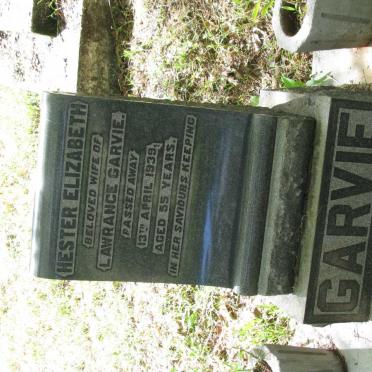 HESTER ELIZABETH
BELOVED WIFE OF
LAWRANCE GARVIE.
PASSED AWAY
13TH APRIL 1939.
AGED 55 YEARS.
IN HER SAVIOURS KEEPING
GARVIE